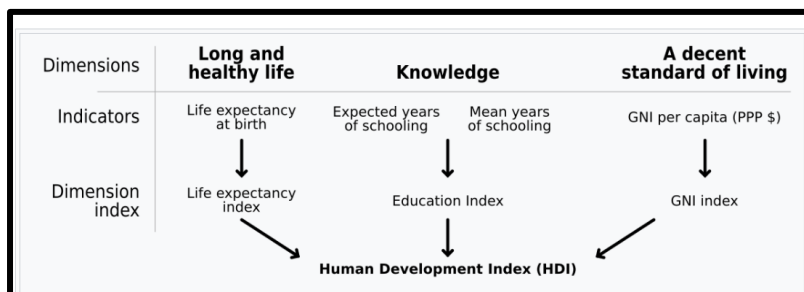 Dimensions
Long and
healthy life
Knowledge
A decent
standard of living
Indicators
Life expectancy
at birth
Expected years
of schooling
Mean years
of schooling
GNI per capita (PPP $)
Dimension
index
Life expectancy
index
Education Index
GNI index
Human Development Index (HDI)